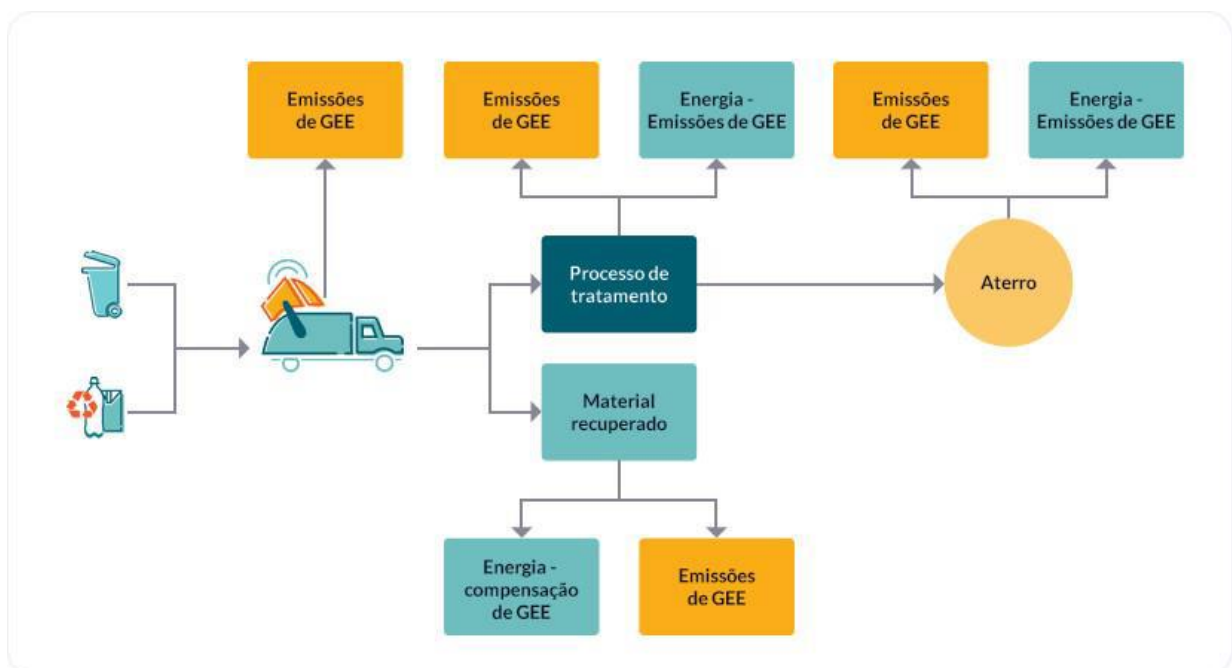 Emissões
de GEE
Emissões
de GEE
Energia -
Emissões de GEE
Emissões
de GEE
Energia -
Emissões de GEE
Processo de
tratamento
Aterro
Material
recuperado
Energia -
compensação
de GEE
Emissões
de GEE